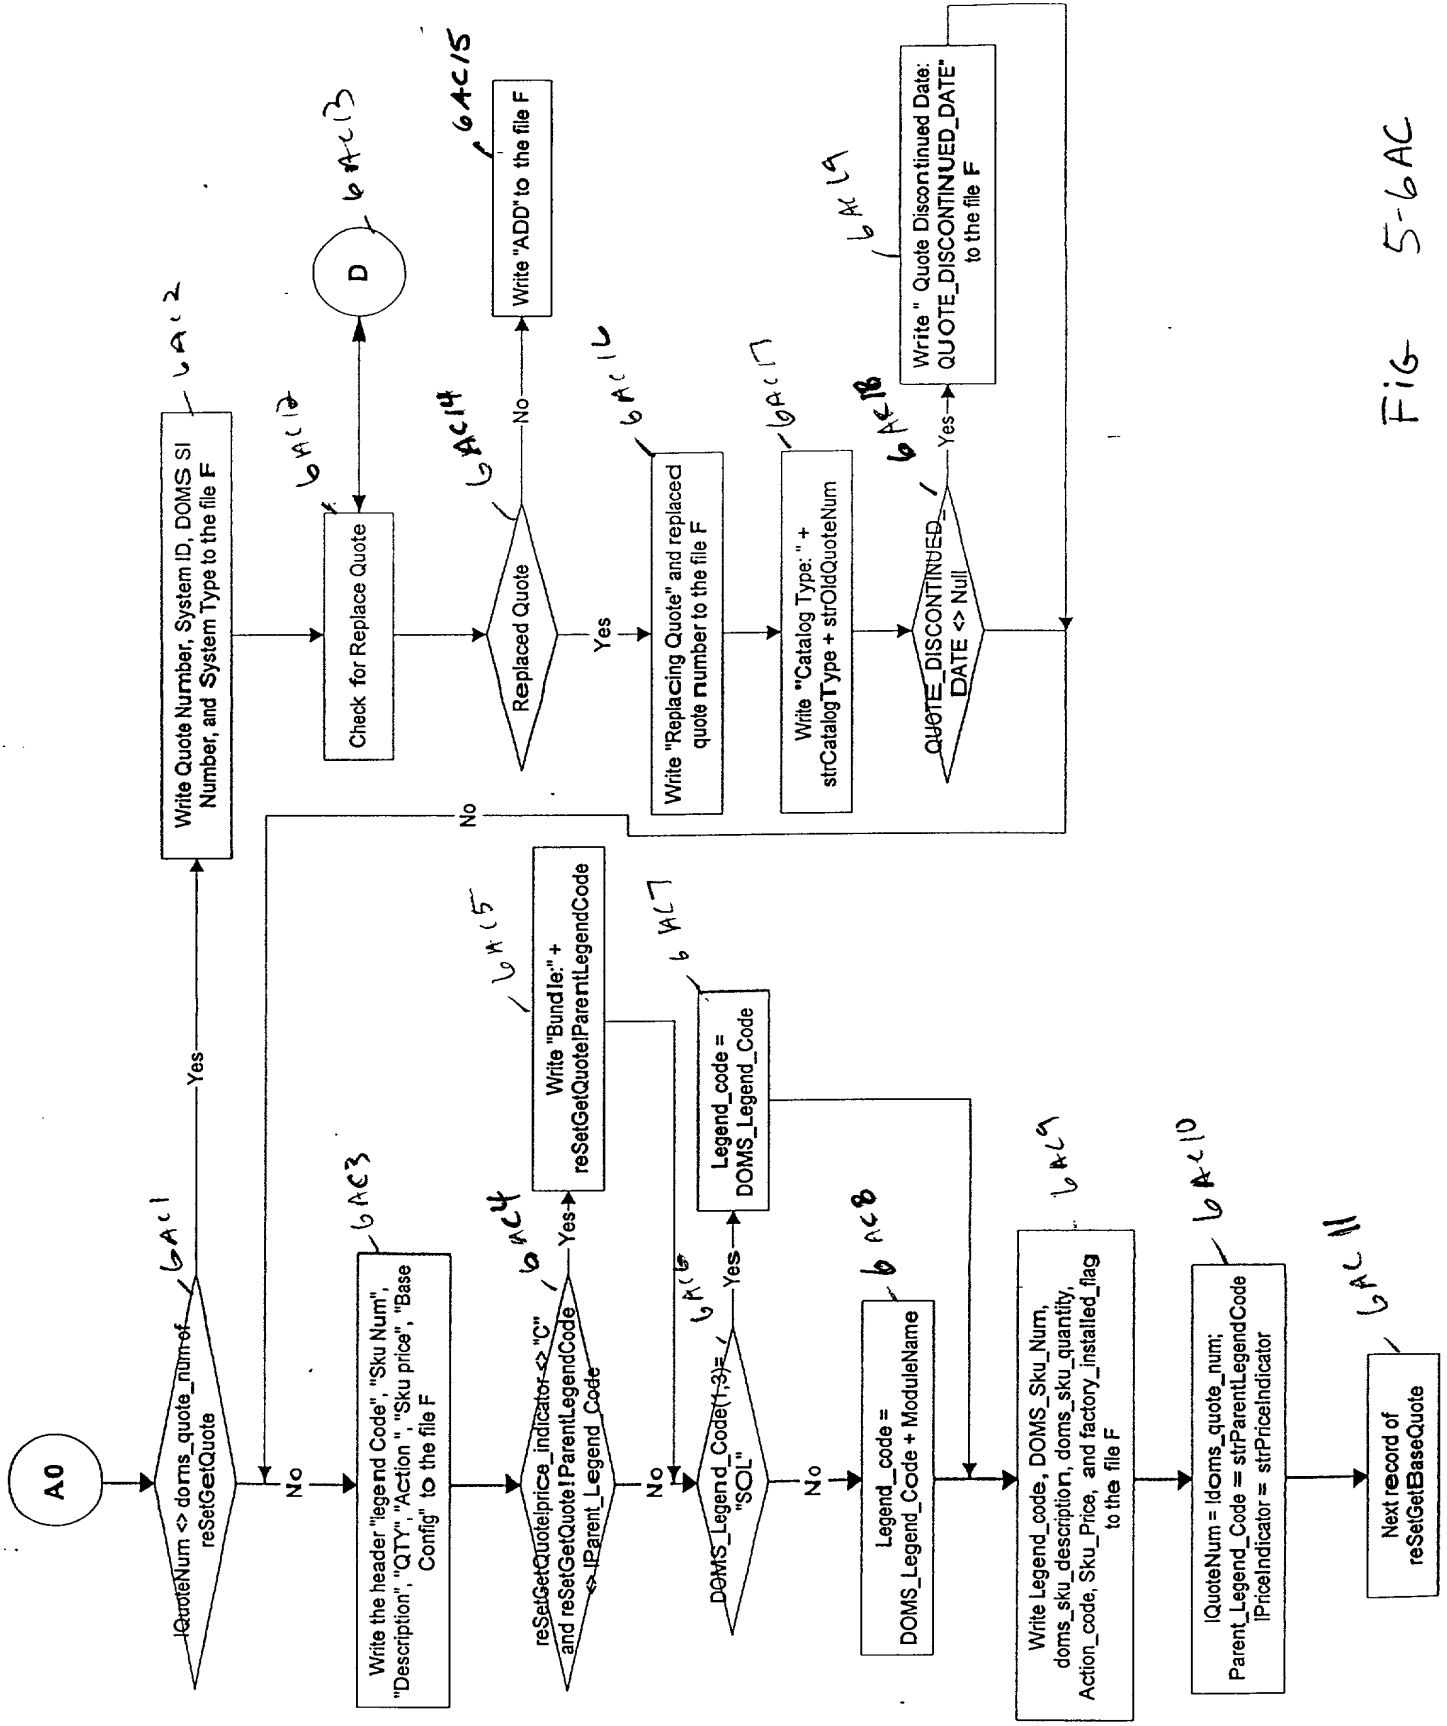 A0
lQuoteNum <> doms_quote_num of
reSetGetQuote
6AC1
Yes
No
Write Quote Number, System ID, DOMS SI
Number, and System Type to the file F
6AC2
Write the header "legend Code", "Sku Num",
"Description", "QTY", "Action", "Sku price", "Base
Config" to the file F
6AC3
reSetGetQuote!price_indicator <> "C"
and reSetGetQuote!ParentLegendCode
<> lParent_Legend_Code
6AC4
Yes
No
Write "Bundle:" +
reSetGetQuote!ParentLegendCode
6AC5
DOMS_Legend_Code(1,3)=
"SOL"
6AC6
Yes
No
Legend_code =
DOMS_Legend_Code
6AC7
Legend_code =
DOMS_Legend_Code + ModuleName
6AC8
Write Legend_code, DOMS_Sku_Num,
doms_sku_description, doms_sku_quantity,
Action_code, Sku_Price, and factory_installed_flag
to the file F
6AC9
lQuoteNum = ldoms_quote_num;
Parent_Legend_Code = strParentLegendCode
lPriceIndicator = strPriceIndicator
6AC10
Next record of
reSetGetBaseQuote
6AC11
Check for Replace Quote
6AC12
D
6AC13
Replaced Quote
6AC14
No
Yes
Write "ADD" to the file F
6AC15
Write "Replacing Quote" and replaced
quote number to the file F
6AC16
Write "Catalog Type: " +
strCatalogType + strOldQuoteNum
6AC17
QUOTE_DISCONTINUED_
DATE <> Null
6AC18
Yes
No
Write " Quote Discontinued Date:
QUOTE_DISCONTINUED_DATE"
to the file F
6AC19
FiG 5-6AC